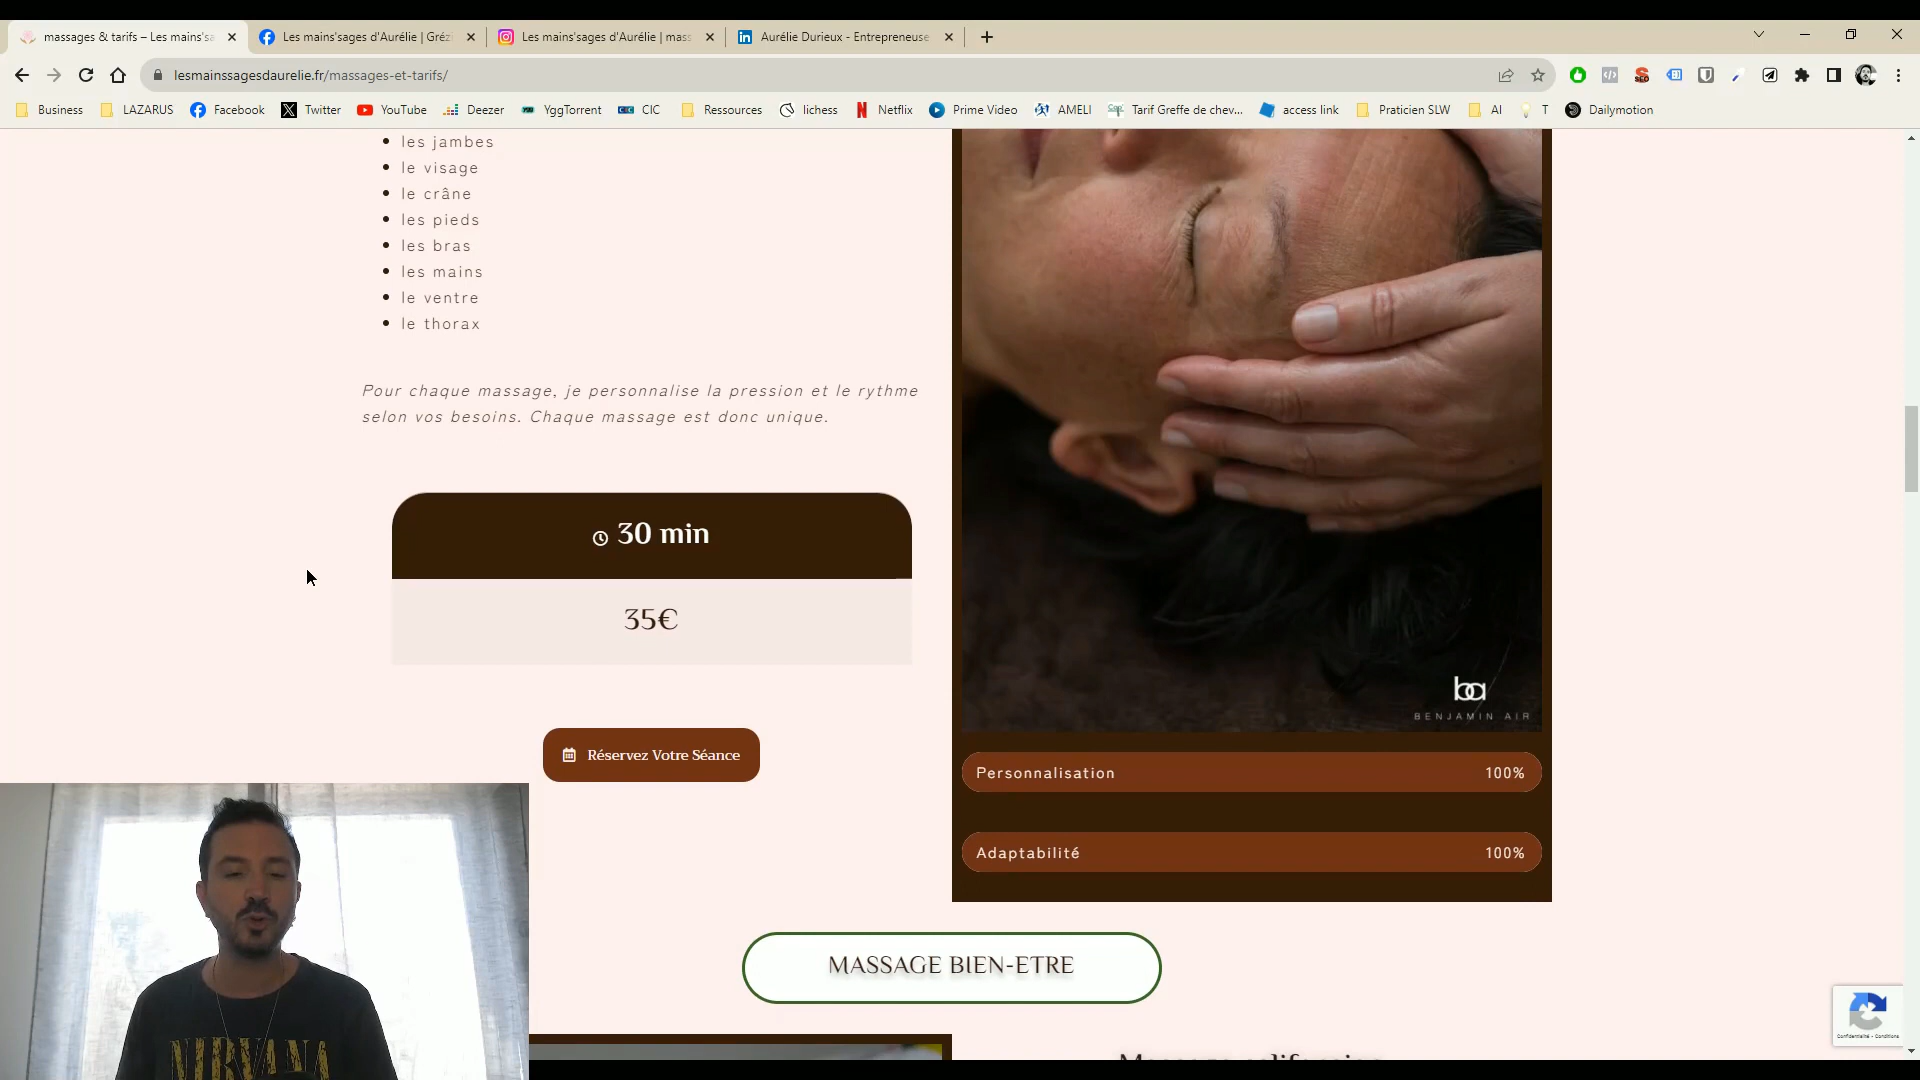 massages & tarifs – Les mains'sa
Les mains'sages d'Aurélie | Gréz
Les mains'sages d'Aurélie | mass
Aurélie Durieux - Entrepreneuse
lesmainssagesdaurelie.fr/massages-et-tarifs/
Business
LAZARUS
Facebook
Twitter
YouTube
Deezer
YggTorrent
CIC
Ressources
lichess
Netflix
Prime Video
AMELI
Tarif Greffe de chev...
access link
Praticien SLW
AI
T
Dailymotion
les jambes
le visage
le crâne
les pieds
les bras
les mains
le ventre
le thorax
Pour chaque massage, je personnalise la pression et le rythme
selon vos besoins. Chaque massage est donc unique.
30 min
35€
Réservez Votre Séance
ba
BENJAMIN AIR
Personnalisation 100%
Adaptabilité 100%
MASSAGE BIEN-ETRE
NIRVANA
Confidentialité - Conditions